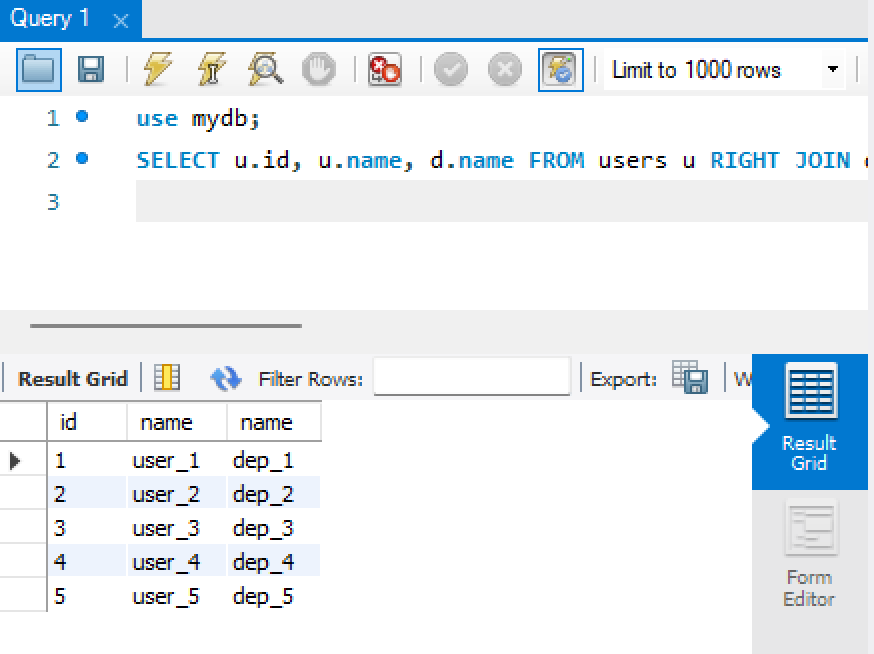 Query 1
Limit to 1000 rows
1 use mydb;
2 SELECT u.id, u.name, d.name FROM users u RIGHT JOIN
3
Result Grid Filter Rows: Export:
id name name
1 user_1 dep_1
2 user_2 dep_2
3 user_3 dep_3
4 user_4 dep_4
5 user_5 dep_5
Result
Grid
Form
Editor